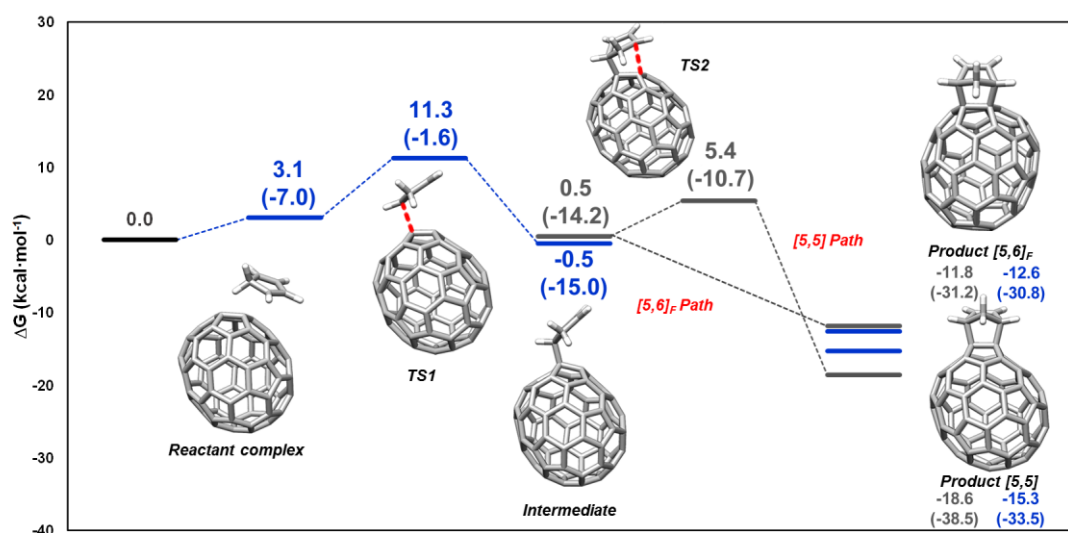 30
20
10
0
-10
-20
-30
-40
ΔG (kcal·mol⁻¹)
0.0
3.1
(-7.0)
11.3
(-1.6)
0.5
(-14.2)
-0.5
(-15.0)
5.4
(-10.7)
TS2
TS1
Reactant complex
Intermediate
[5,5] Path
[5,6]F Path
Product [5,6]F
-11.8 -12.6
(-31.2) (-30.8)
Product [5,5]
-18.6 -15.3
(-38.5) (-33.5)